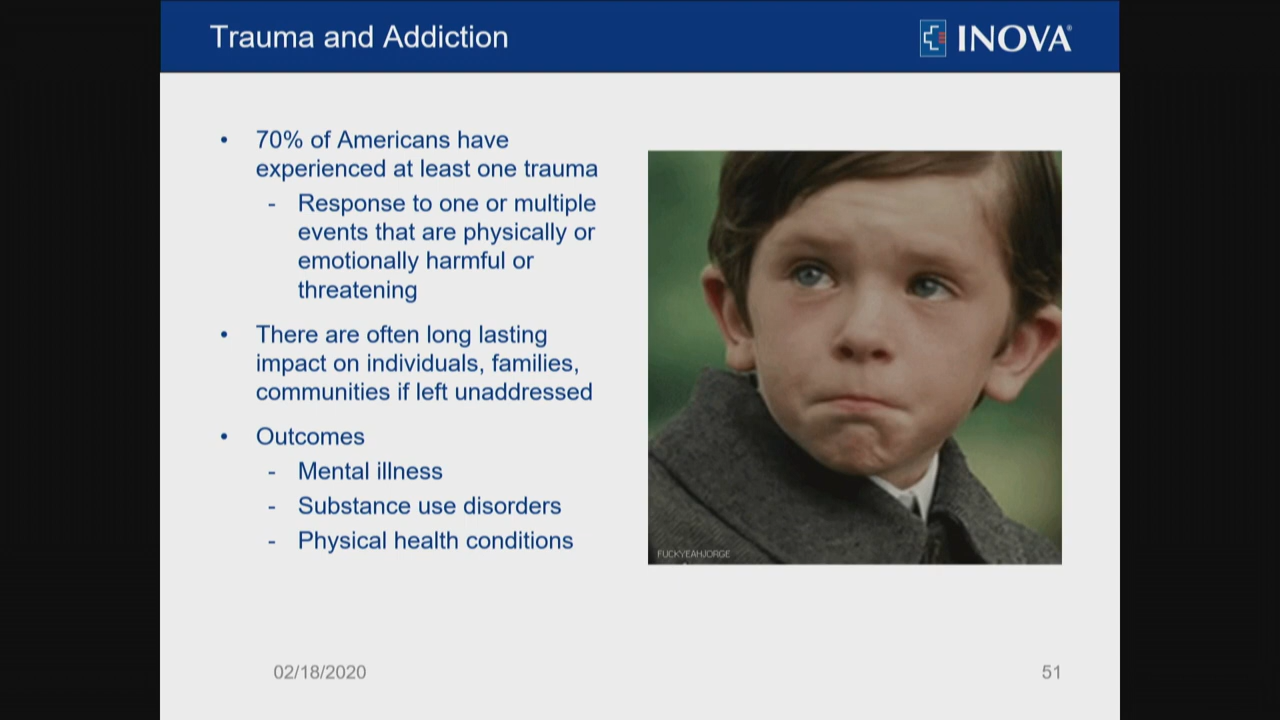 Trauma and Addiction
INOVA®
• 70% of Americans have
experienced at least one trauma
- Response to one or multiple
events that are physically or
emotionally harmful or
threatening
• There are often long lasting
impact on individuals, families,
communities if left unaddressed
• Outcomes
- Mental illness
- Substance use disorders
- Physical health conditions
FUCKYEAHJORGE
02/18/2020
51